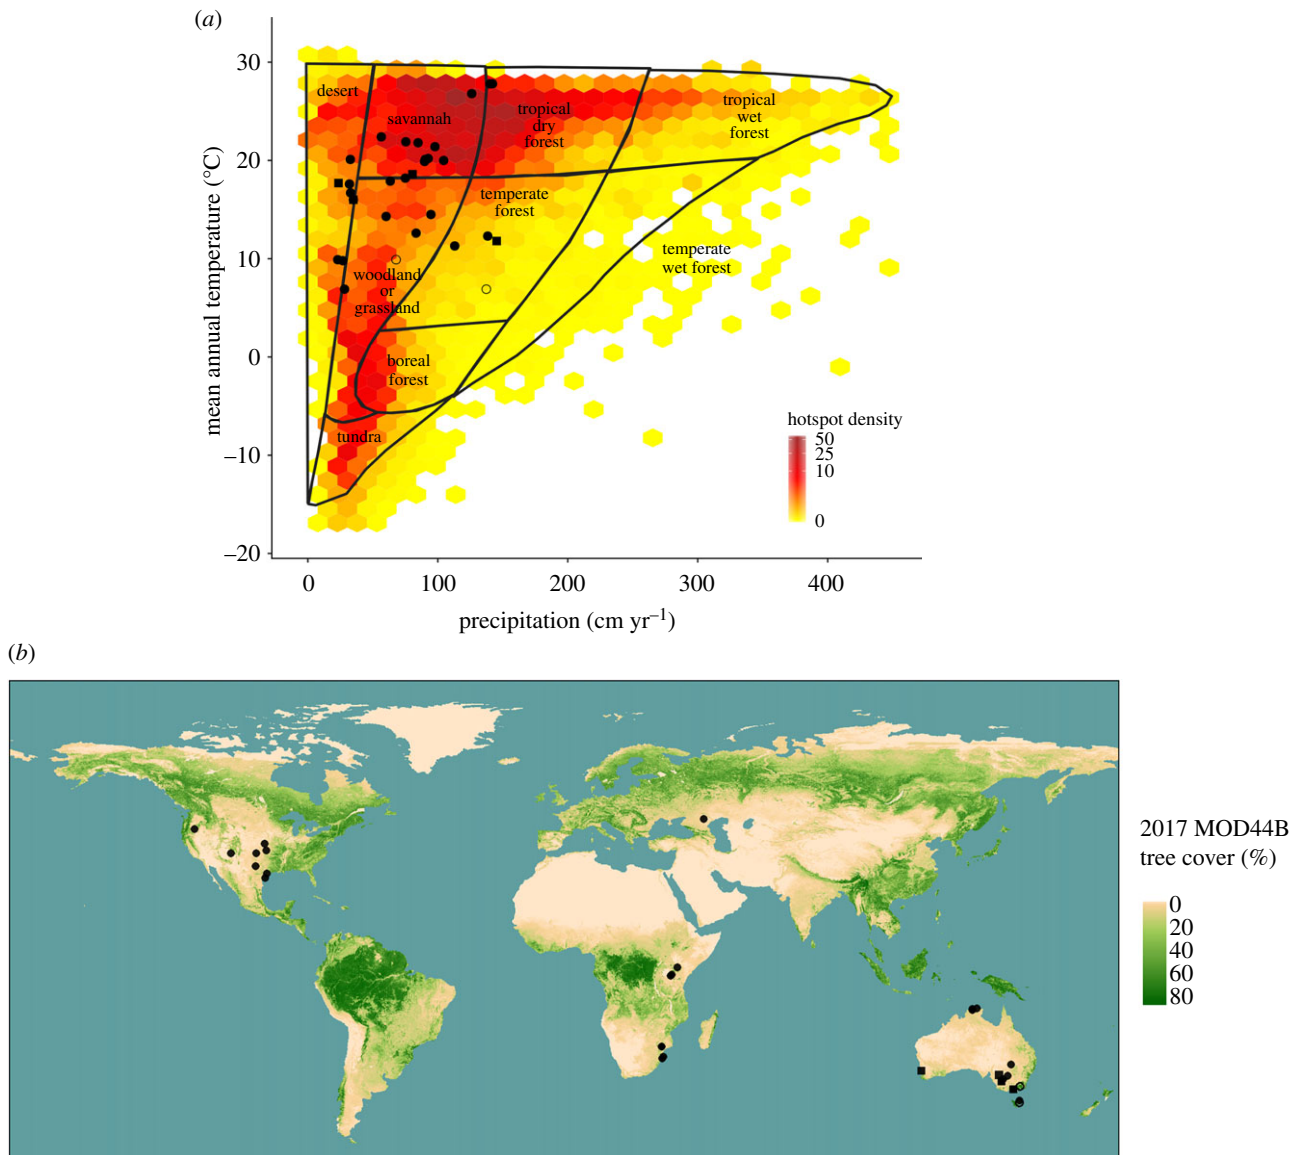 (a)
30
20
10
0
–10
–20
mean annual temperature (°C)
desert
savannah
tropical
dry
forest
tropical
wet
forest
temperate
forest
temperate
wet forest
woodland
or
grassland
boreal
forest
tundra
hotspot density
50
25
10
0
0
100
200
300
400
precipitation (cm yr–1)
(b)
2017 MOD44B
tree cover (%)
0
20
40
60
80